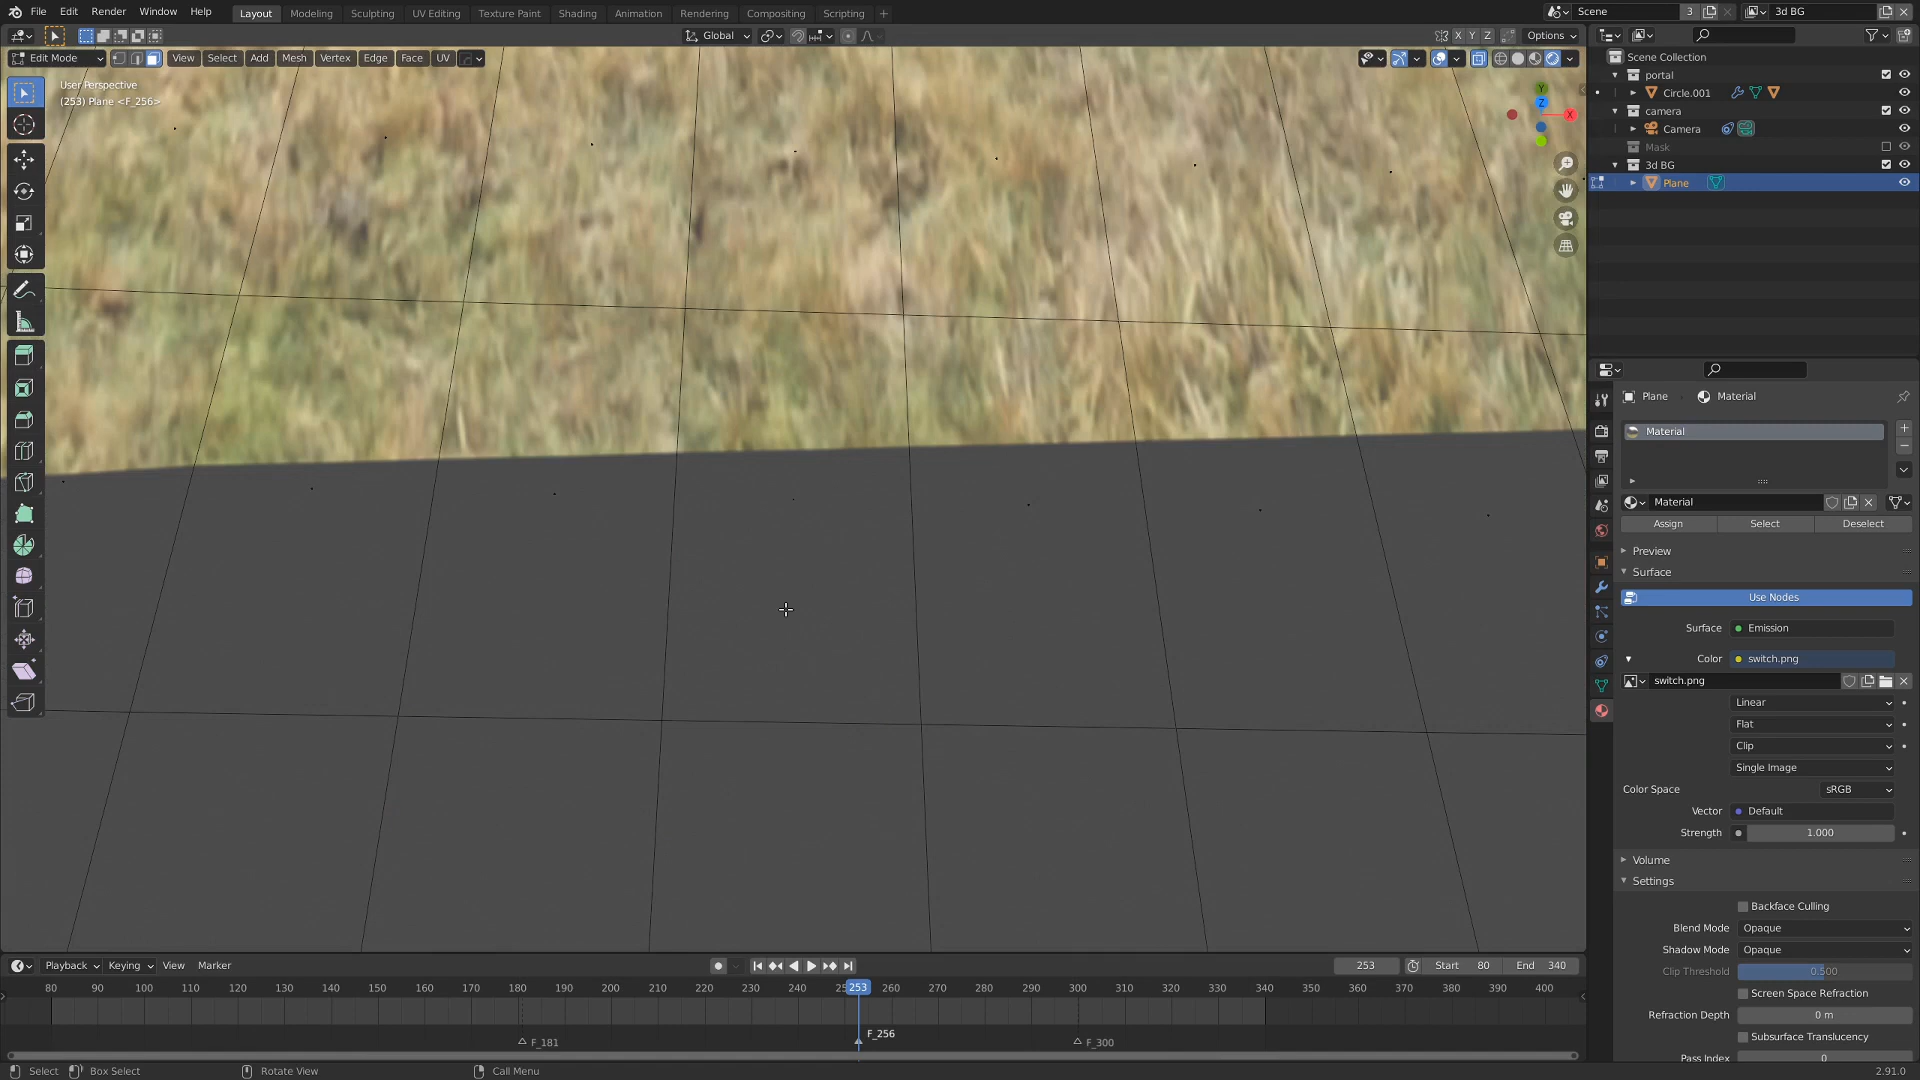 File Edit Render Window Help Layout Modeling Sculpting UV Editing Texture Paint Shading Animation Rendering Compositing Scripting + Scene 3 3d BG
Global X Y Z Options
Edit Mode View Select Add Mesh Vertex Edge Face UV
User Perspective
(253) Plane <F_256>
Y
Z
X
Scene Collection
portal
Circle.001
camera
Camera
Mask
3d BG
Plane
Plane Material
Material
Material
Assign Select Deselect
Preview
Surface
Use Nodes
Surface Emission
Color switch.png
switch.png
Linear
Flat
Clip
Single Image
Color Space sRGB
Vector Default
Strength 1.000
Volume
Settings
Backface Culling
Blend Mode Opaque
Shadow Mode Opaque
Clip Threshold 0.500
Screen Space Refraction
Refraction Depth 0 m
Subsurface Translucency
Pass Index 0
Playback Keying View Marker 253 Start 80 End 340
80 90 100 110 120 130 140 150 160 170 180 190 200 210 220 230 240 253 260 270 280 290 300 310 320 330 340 350 360 370 380 390 400
F_181 F_256 F_300
Select Box Select Rotate View Call Menu 2.91.0